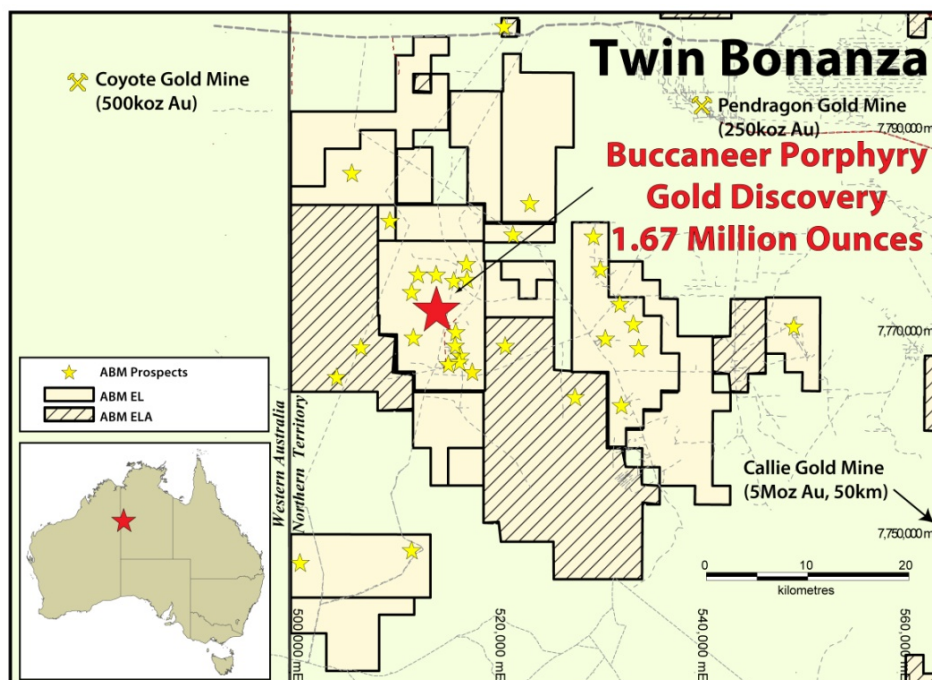 Twin Bonanza
Coyote Gold Mine
(500koz Au)
Pendragon Gold Mine
(250koz Au)
7,790,000 m
Buccaneer Porphyry
Gold Discovery
1.67 Million Ounces
7,770,000 m
ABM Prospects
ABM EL
ABM ELA
Western Australia
Northern Territory
Callie Gold Mine
(5Moz Au, 50km)
7,750,000 m
0 10 20
kilometres
500,000 mE
520,000 mE
540,000 mE
560,000 mE